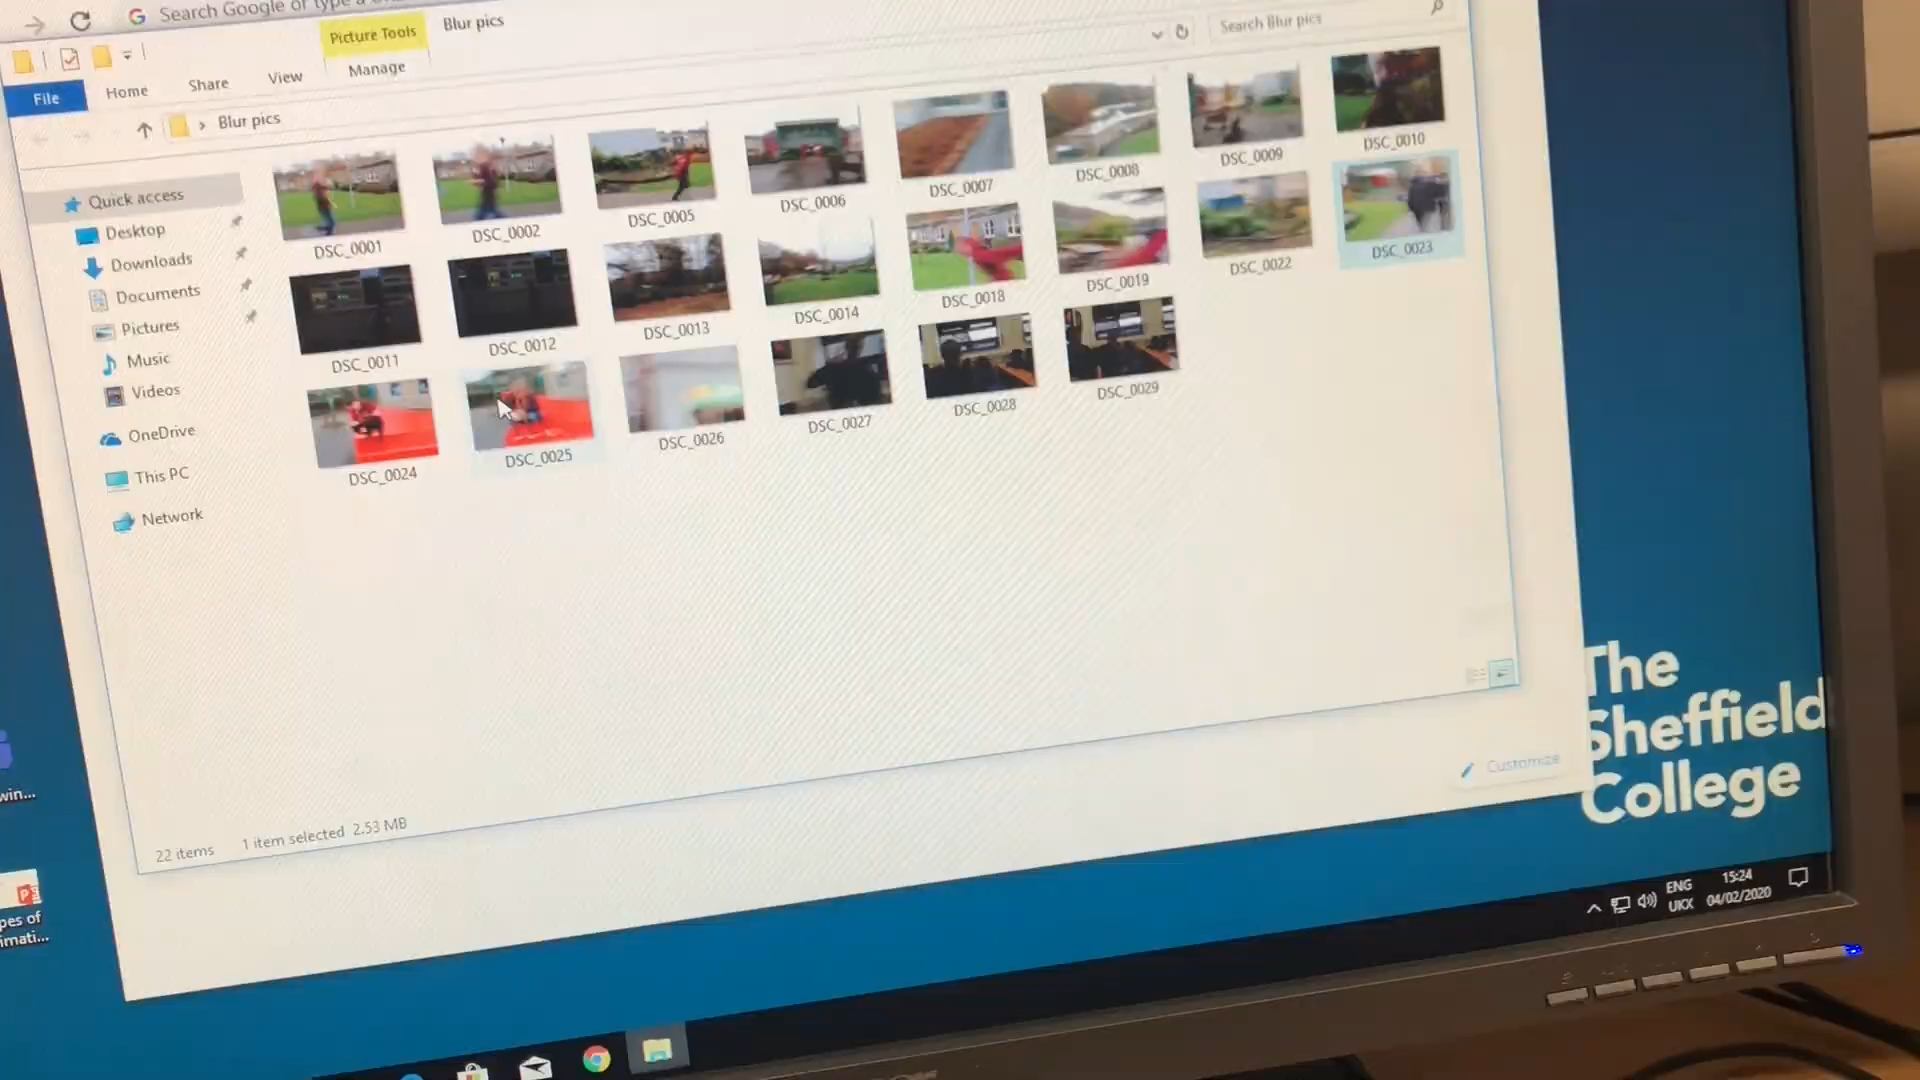 Search Google or type a
Picture Tools
Blur pics
Search Blur pics
File
Home
Share
View
Manage
Blur pics
Quick access
Desktop
Downloads
Documents
Pictures
Music
Videos
OneDrive
This PC
Network
DSC_0001
DSC_0002
DSC_0005
DSC_0006
DSC_0007
DSC_0008
DSC_0009
DSC_0010
DSC_0011
DSC_0012
DSC_0013
DSC_0014
DSC_0018
DSC_0019
DSC_0022
DSC_0023
DSC_0024
DSC_0025
DSC_0026
DSC_0027
DSC_0028
DSC_0029
22 items 1 item selected 2.53 MB
Customize
The
Sheffield
College
win...
pes of
imati...
ENG
UKX
15:24
04/02/2020